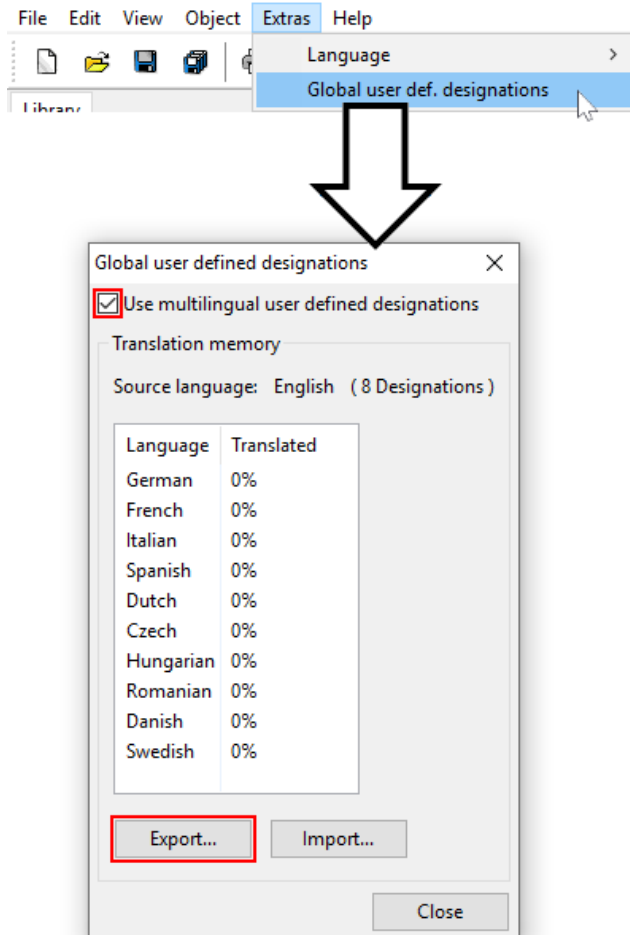 File Edit View Object Extras Help
Language
Global user def. designations
Library
Global user defined designations
Use multilingual user defined designations
Translation memory
Source language: English ( 8 Designations )
Language Translated
German 0%
French 0%
Italian 0%
Spanish 0%
Dutch 0%
Czech 0%
Hungarian 0%
Romanian 0%
Danish 0%
Swedish 0%
Export... Import...
Close